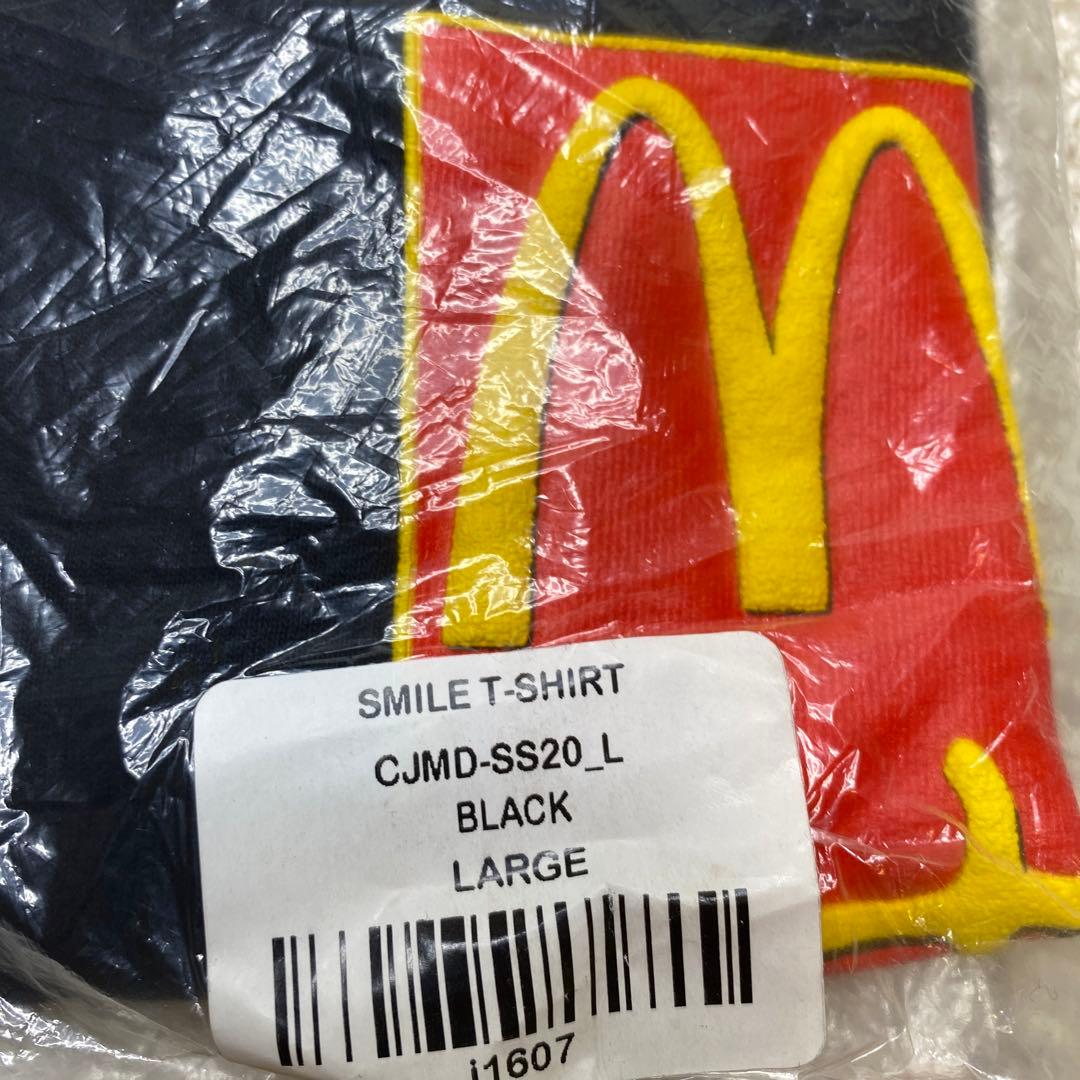 SMILE T-SHIRT
CJMD-SS20_L
BLACK
LARGE
i1607